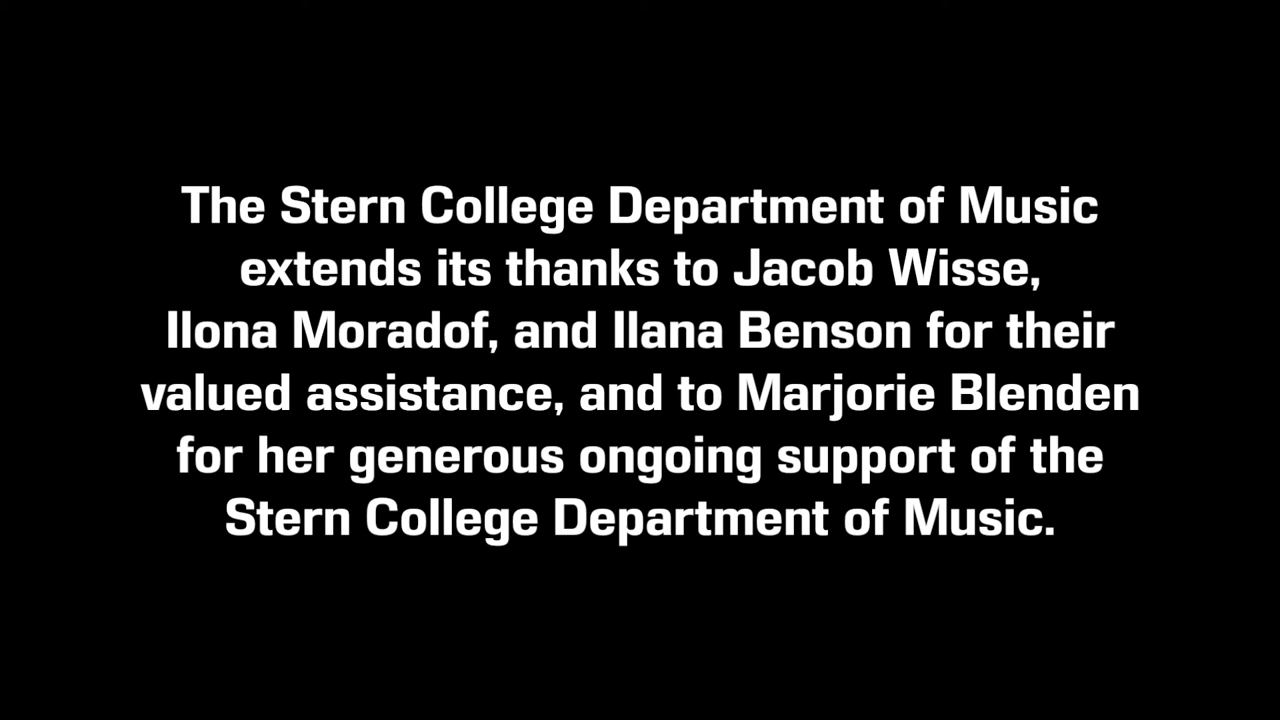 The Stern College Department of Music
extends its thanks to Jacob Wisse,
Ilona Moradof, and Ilana Benson for their
valued assistance, and to Marjorie Blenden
for her generous ongoing support of the
Stern College Department of Music.